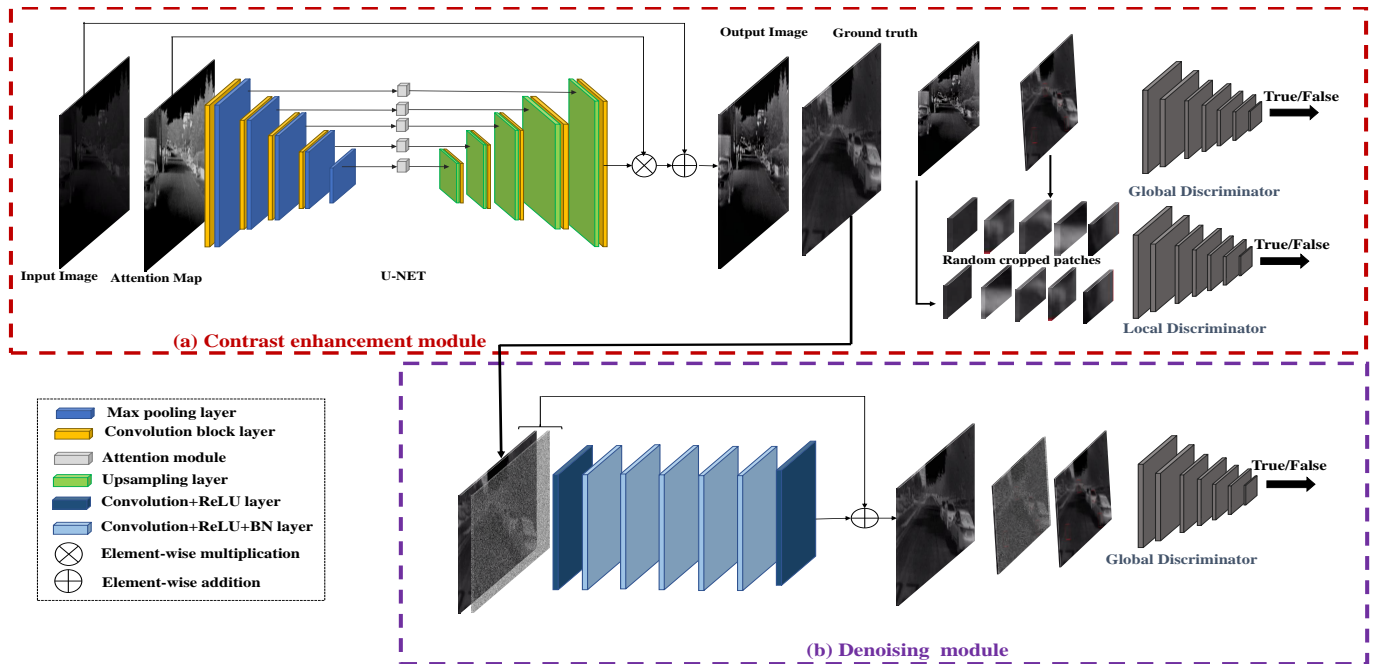 Output Image
Ground truth
True/False
Global Discriminator
Random cropped patches
True/False
Input Image
Attention Map
U-NET
Local Discriminator
(a) Contrast enhancement module
Max pooling layer
Convolution block layer
Attention module
Upsampling layer
Convolution+ReLU layer
Convolution+ReLU+BN layer
Element-wise multiplication
Element-wise addition
True/False
Global Discriminator
(b) Denoising module